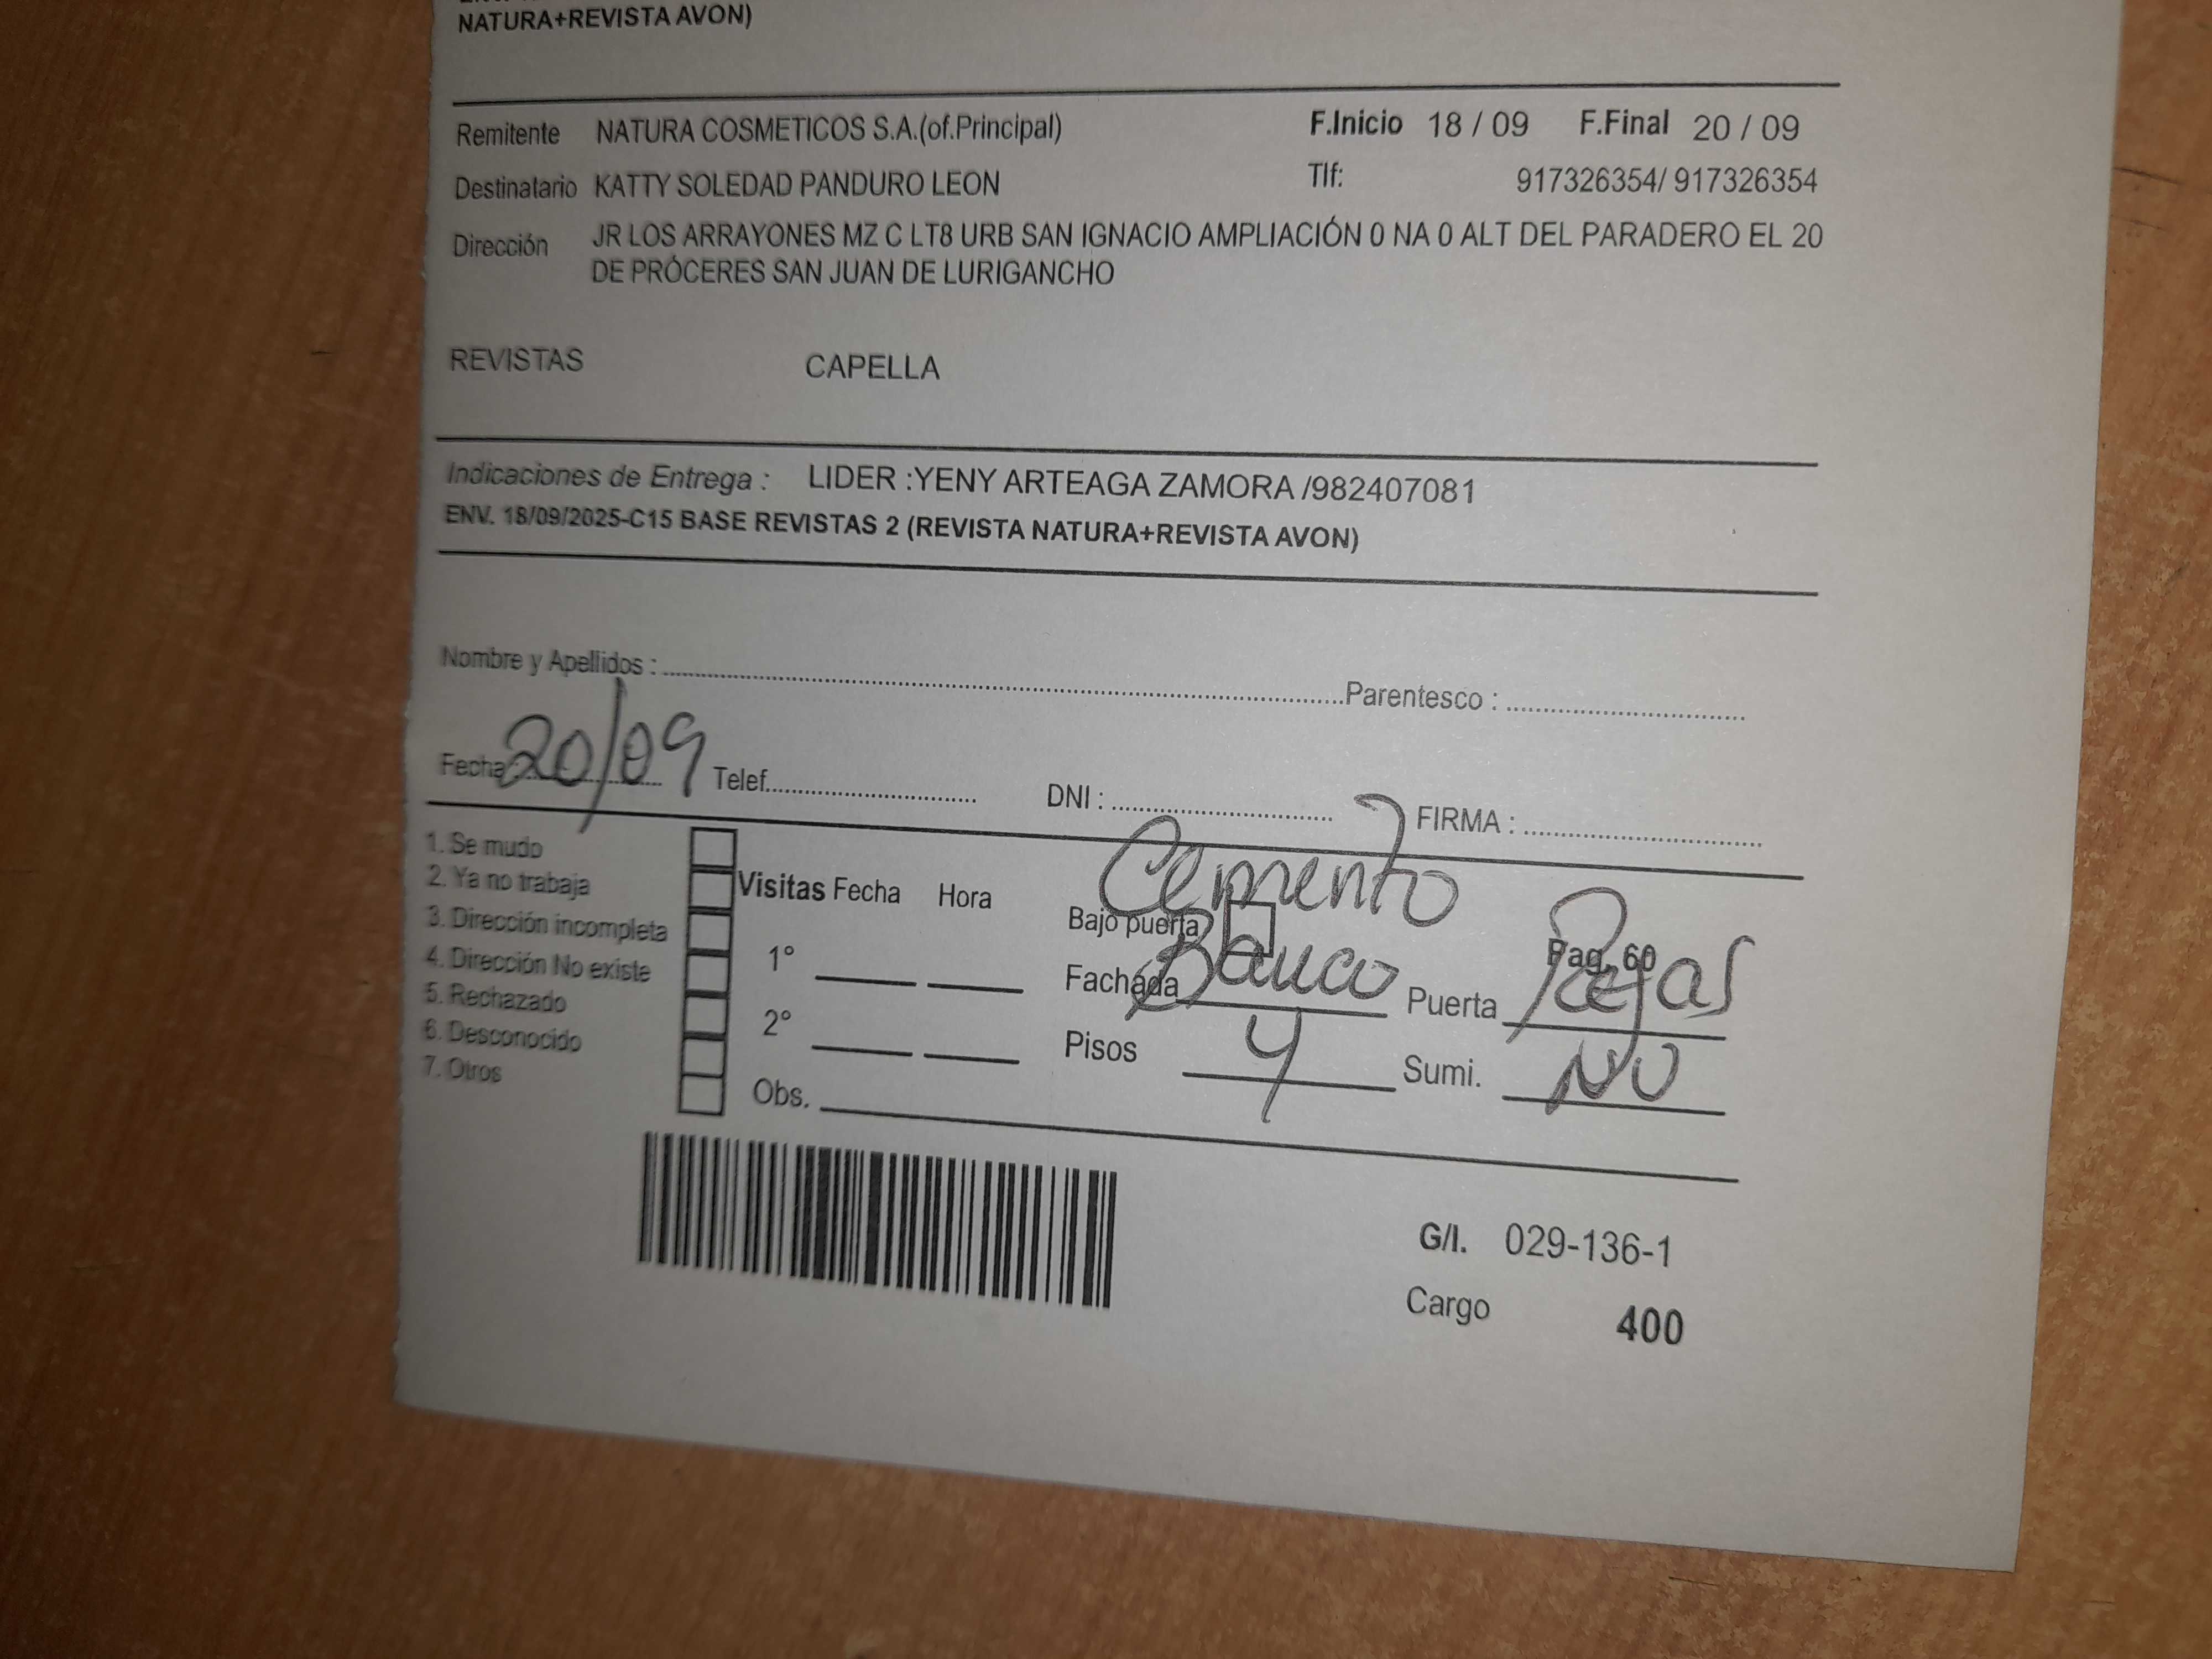 NATURA+REVISTA AVON)
Remitente NATURA COSMETICOS S.A.(of.Principal) F.Inicio 18 / 09 F.Final 20 / 09
Destinatario KATTY SOLEDAD PANDURO LEON Tlf: 917326354/ 917326354
Dirección JR LOS ARRAYONES MZ C LT8 URB SAN IGNACIO AMPLIACIÓN 0 NA 0 ALT DEL PARADERO EL 20
DE PRÓCERES SAN JUAN DE LURIGANCHO
REVISTAS CAPELLA
Indicaciones de Entrega : LIDER :YENY ARTEAGA ZAMORA /982407081
ENV. 18/09/2025-C15 BASE REVISTAS 2 (REVISTA NATURA+REVISTA AVON)
Nombre y Apellidos : Parentesco :
Fecha 20/09 Telef. DNI : FIRMA :
1. Se mudo
2. Ya no trabaja
3. Dirección incompleta
4. Dirección No existe
5. Rechazado
6. Desconocido
7. Otros
Visitas Fecha Hora
1°
2°
Obs.
Cemento
Bajo puerta Pag. 60
Fachada Puerta Rejas
Pisos 4 Sumi. NO
G/I. 029-136-1
Cargo 400